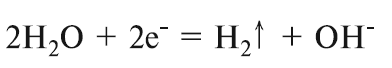 2H₂O + 2e⁻ = H₂↑ + OH⁻